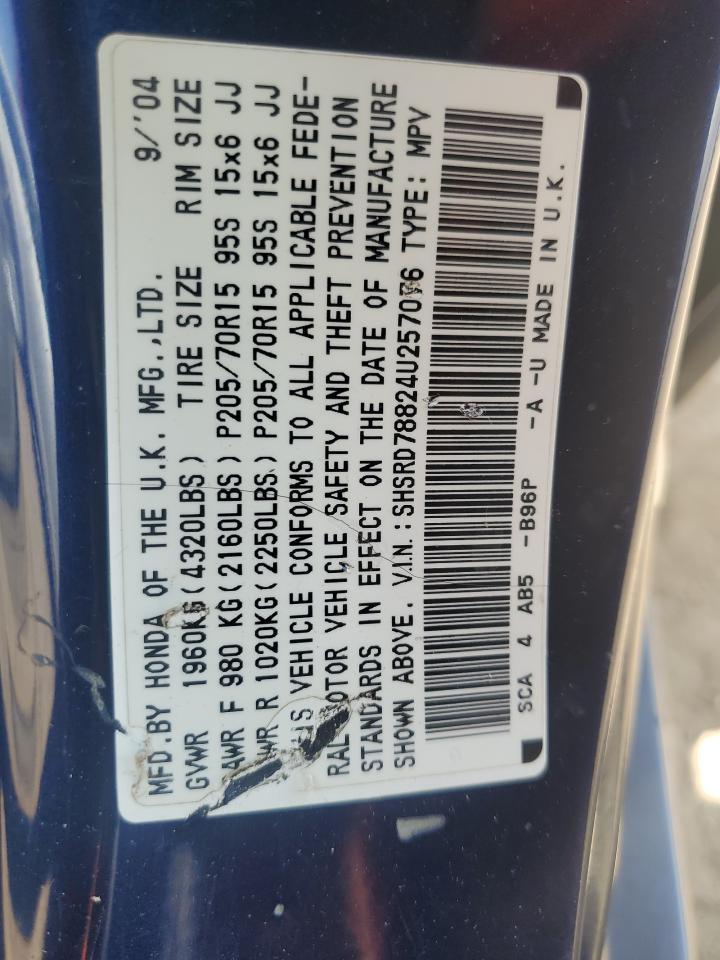 MFD.BY HONDA OF THE U.K. MFG.,LTD. 9/'04
GVWR 1960KG(4320LBS) TIRE SIZE RIM SIZE
GAWR F 980 KG(2160LBS) P205/70R15 95S 15x6 JJ
GAWR R 1020KG(2250LBS) P205/70R15 95S 15x6 JJ
THIS VEHICLE CONFORMS TO ALL APPLICABLE FEDE-
RAL MOTOR VEHICLE SAFETY AND THEFT PREVENTION
STANDARDS IN EFFECT ON THE DATE OF MANUFACTURE
SHOWN ABOVE. V.I.N.: TYPE: MPV
SCA 4 AB5 -B96P -A -U MADE IN U.K.